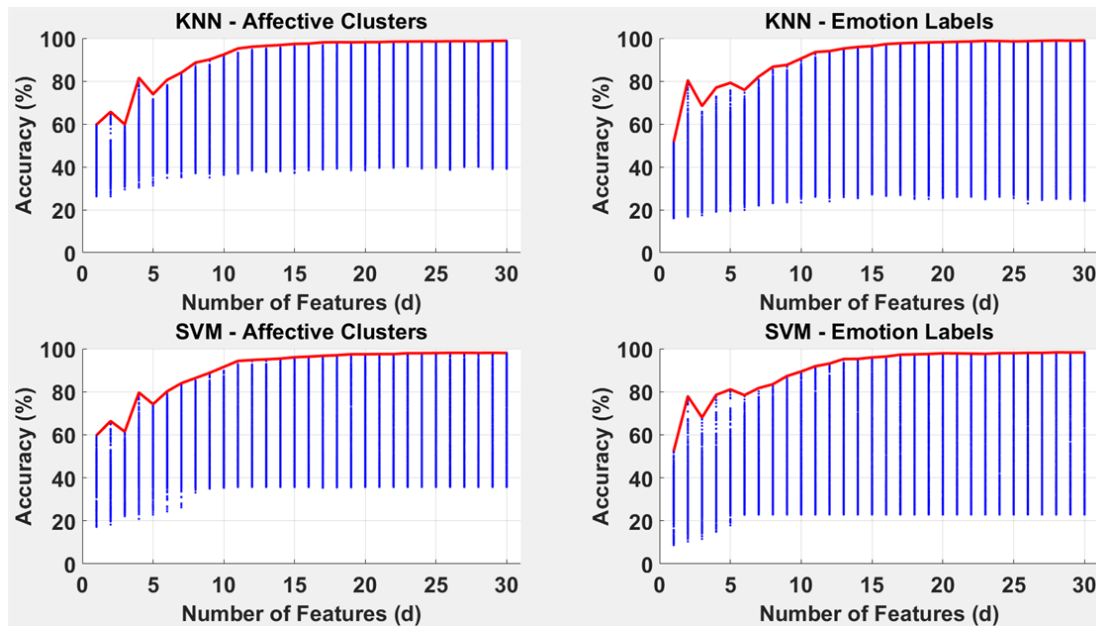 KNN - Affective Clusters
KNN - Emotion Labels
100
80
60
40
20
0
Accuracy (%)
0 5 10 15 20 25 30
Number of Features (d)
100
80
60
40
20
0
Accuracy (%)
0 5 10 15 20 25 30
Number of Features (d)
SVM - Affective Clusters
SVM - Emotion Labels
100
80
60
40
20
0
Accuracy (%)
0 5 10 15 20 25 30
Number of Features (d)
100
80
60
40
20
0
Accuracy (%)
0 5 10 15 20 25 30
Number of Features (d)